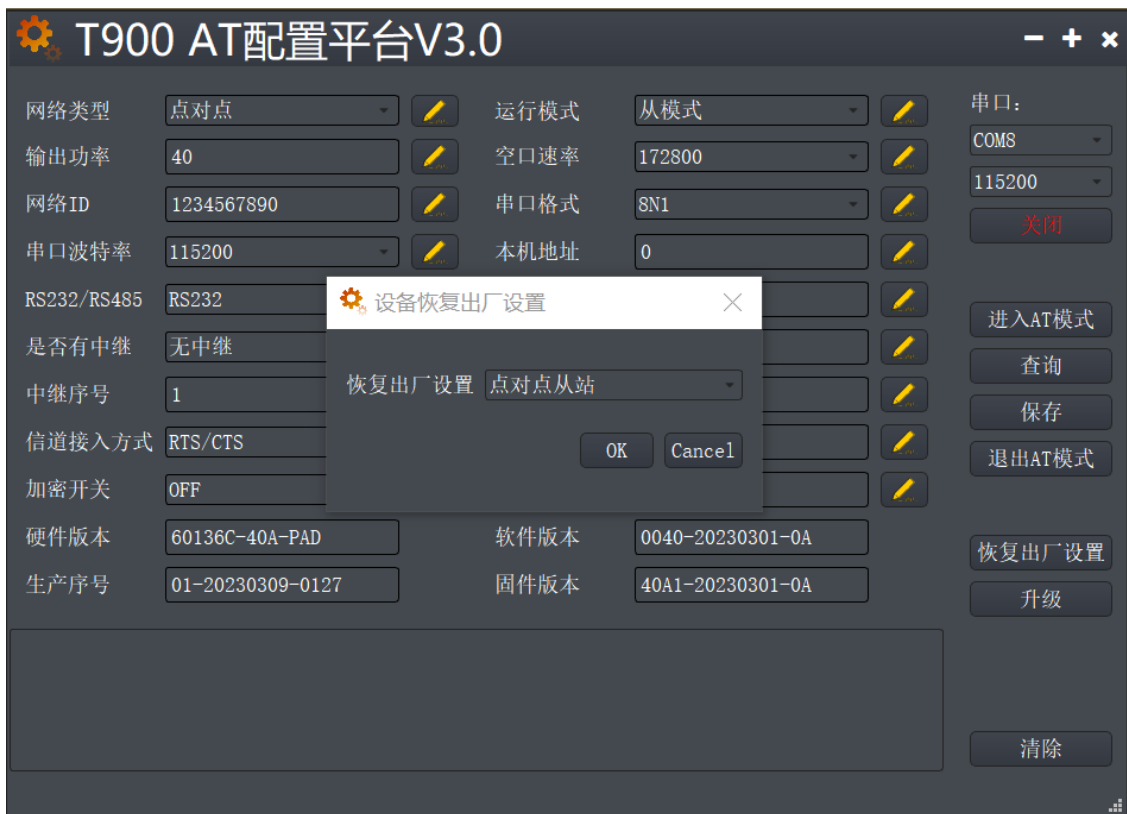 T900 AT配置平台V3.0
网络类型 点对点 运行模式 从模式 串口：
输出功率 40 空口速率 172800 COM8
网络ID 1234567890 串口格式 8N1 115200
关闭
串口波特率 115200 本机地址 0
RS232/RS485 RS232
设备恢复出厂设置
进入AT模式
是否有中继 无中继
查询
恢复出厂设置 点对点从站
中继序号 1
保存
信道接入方式 RTS/CTS
OK Cancel
退出AT模式
加密开关 OFF
硬件版本 60136C-40A-PAD 软件版本 0040-20230301-0A
恢复出厂设置
生产序号 01-20230309-0127 固件版本 40A1-20230301-0A
升级
清除